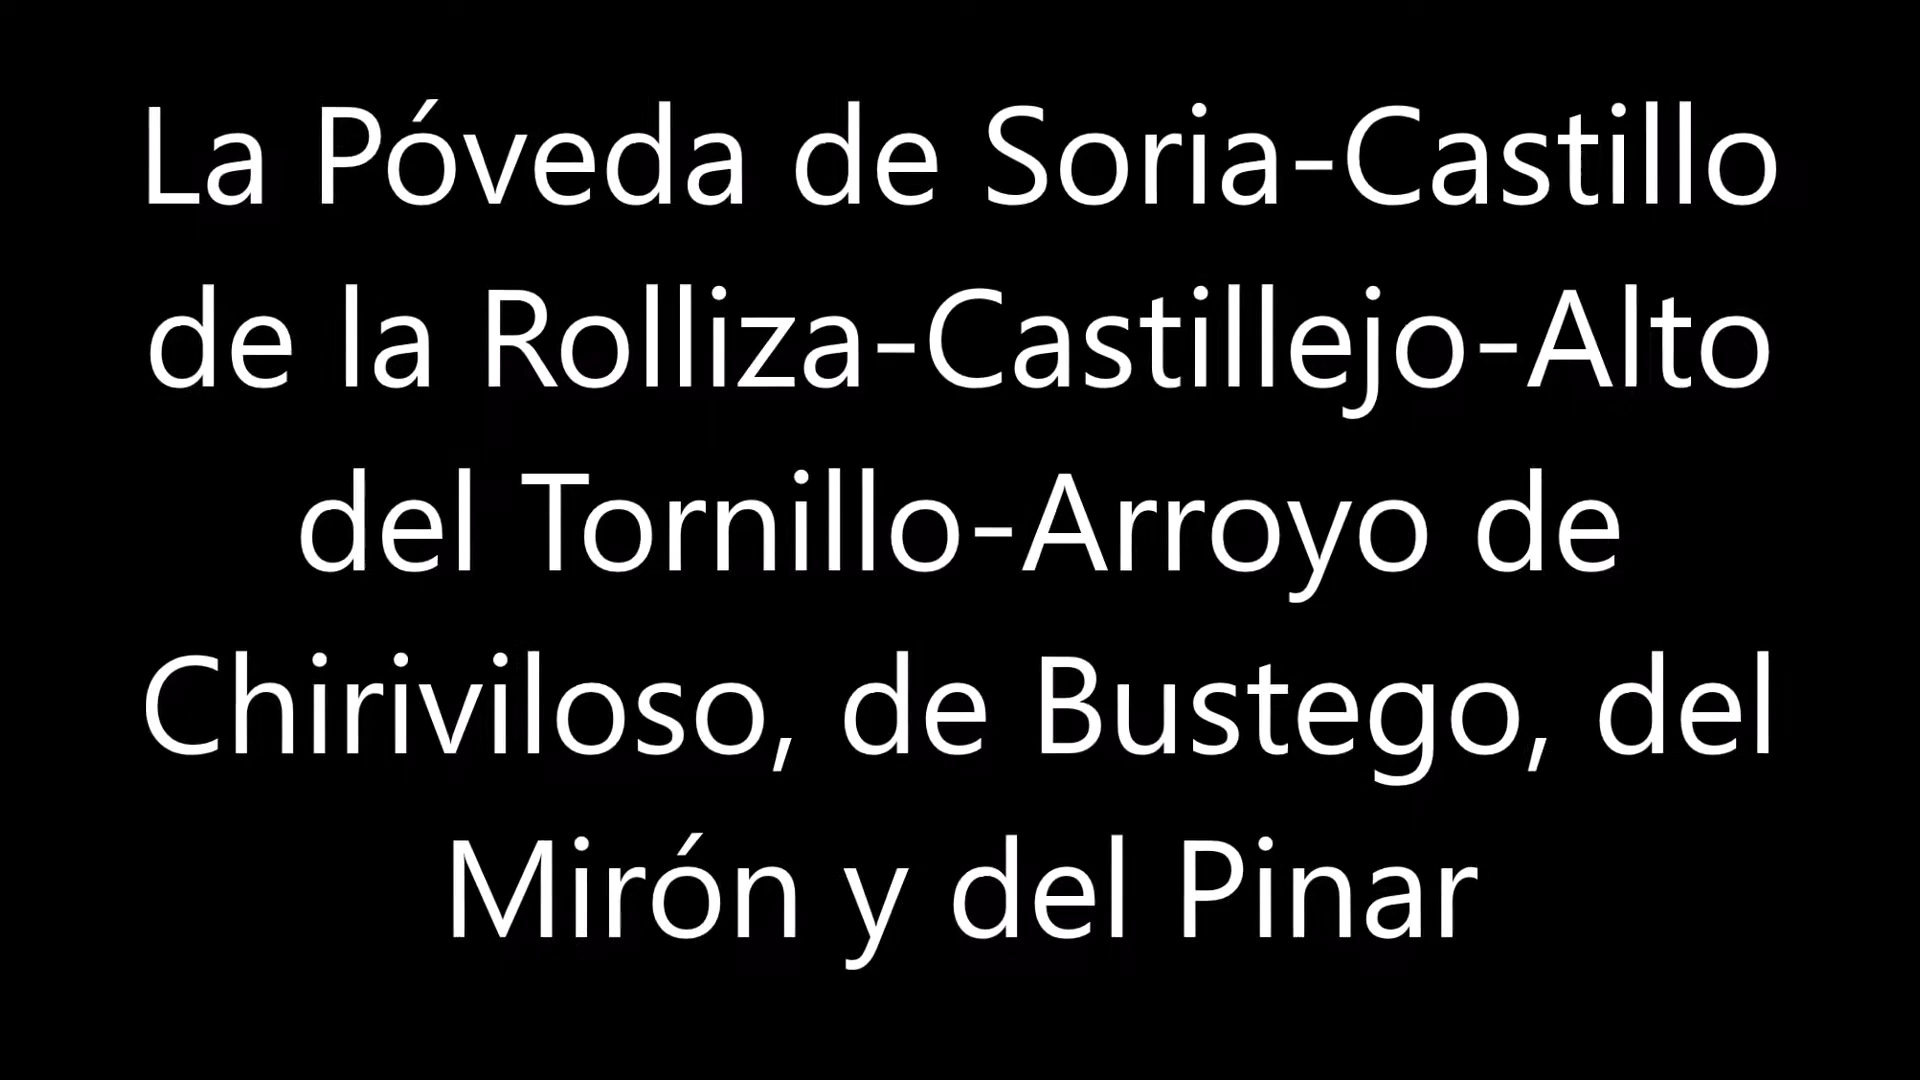 La Póveda de Soria-Castillo
de la Rolliza-Castillejo-Alto
del Tornillo-Arroyo de
Chiriviloso, de Bustego, del
Mirón y del Pinar